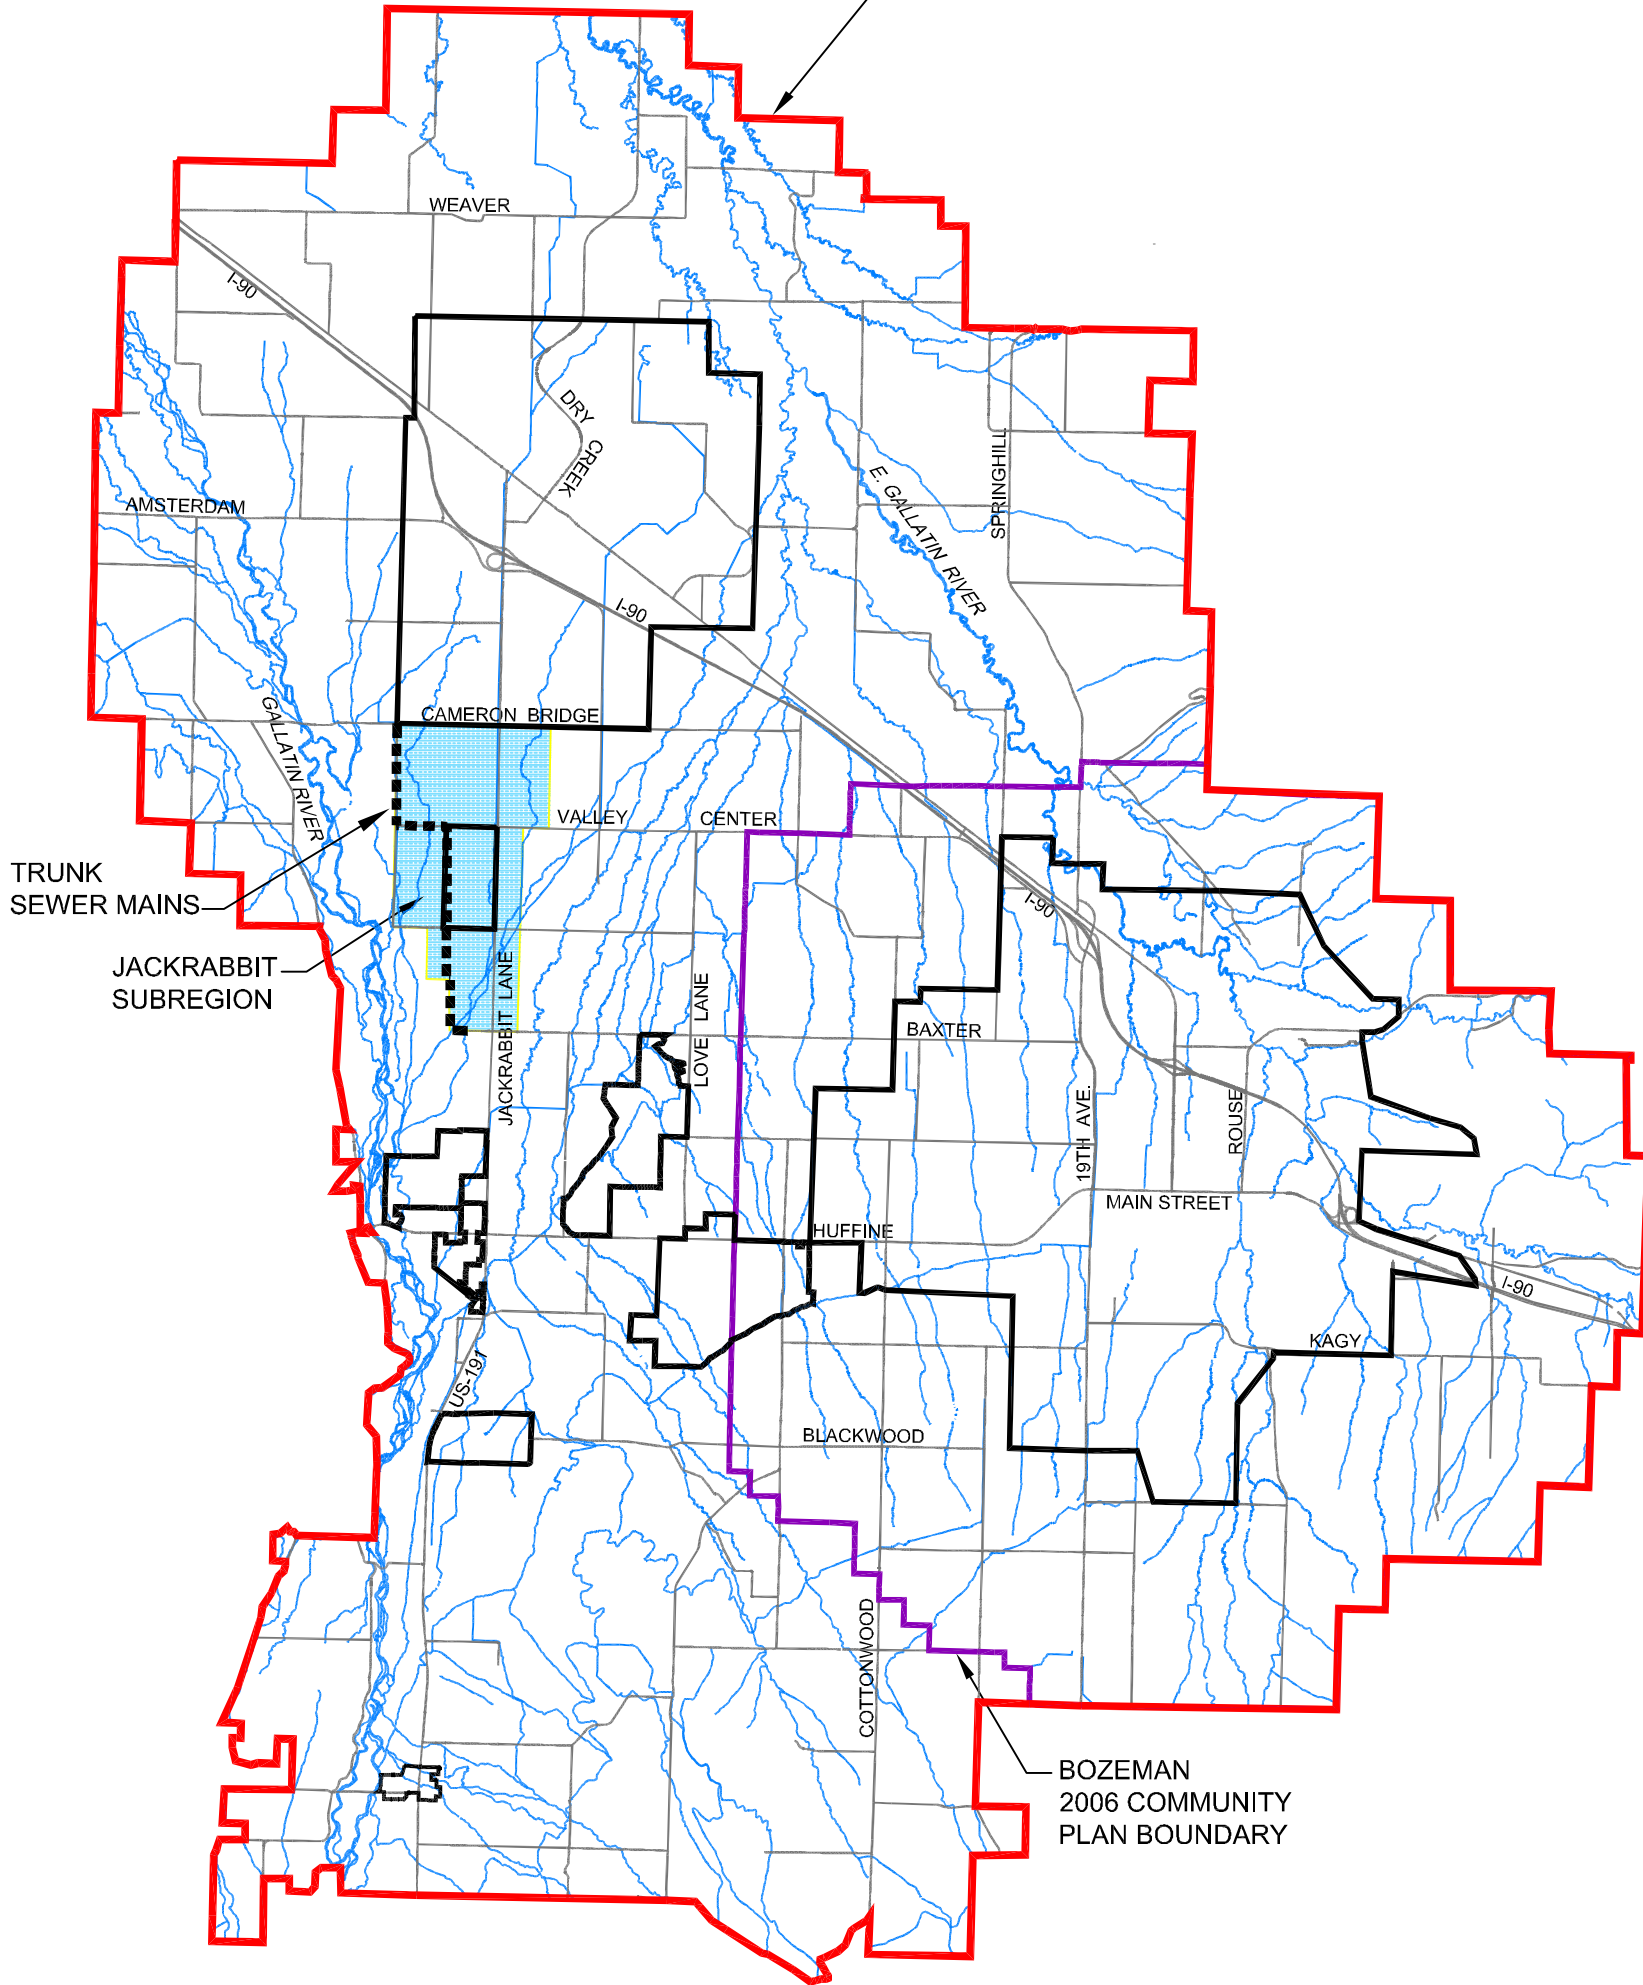 WEAVER
I-90
DRY
CREEK
SPRINGHILL
AMSTERDAM
E. GALLATIN RIVER
I-90
GALLATIN RIVER
CAMERON BRIDGE
VALLEY CENTER
TRUNK
SEWER MAINS
I-90
JACKRABBIT
SUBREGION
JACKRABBIT LANE
LOVE LANE
BAXTER
19TH AVE.
ROUSE
MAIN STREET
HUFFINE
I-90
KAGY
US-191
BLACKWOOD
COTTONWOOD
BOZEMAN
2006 COMMUNITY
PLAN BOUNDARY